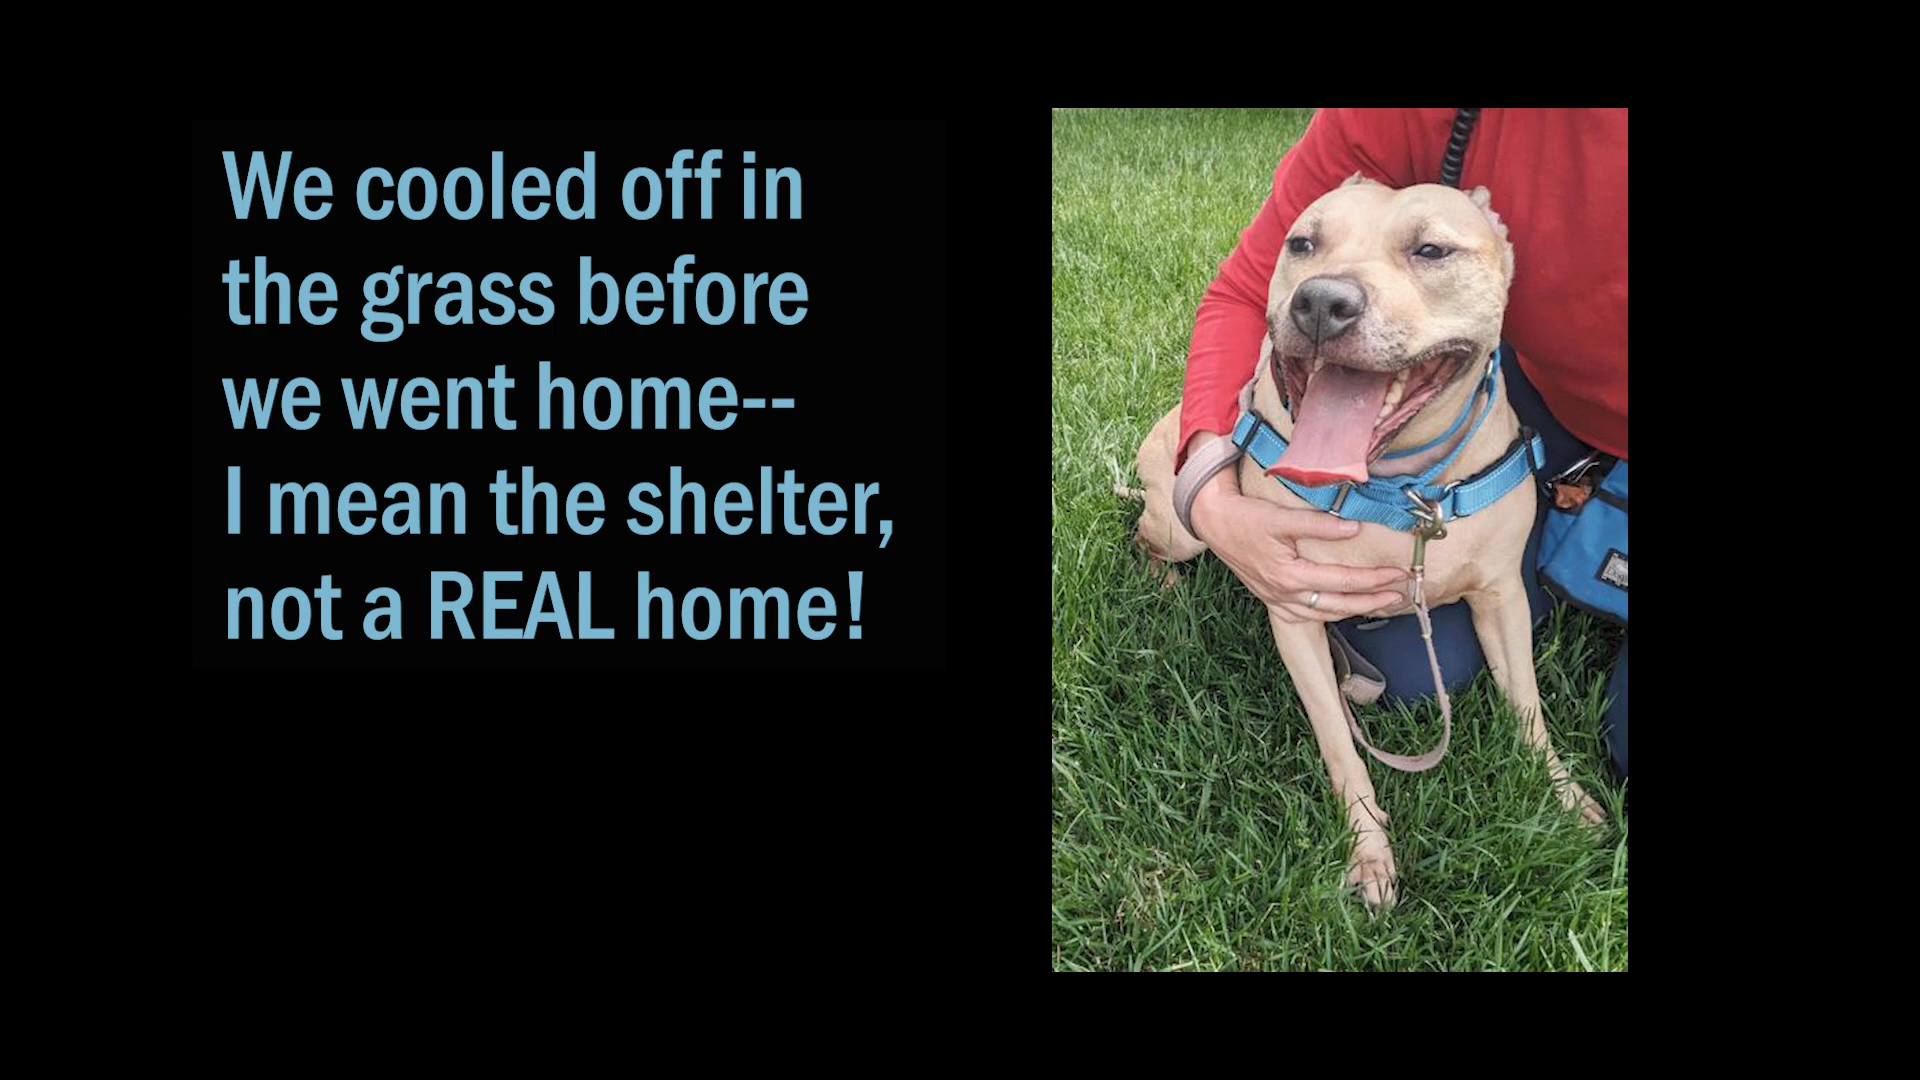 We cooled off in
the grass before
we went home--
I mean the shelter,
not a REAL home!